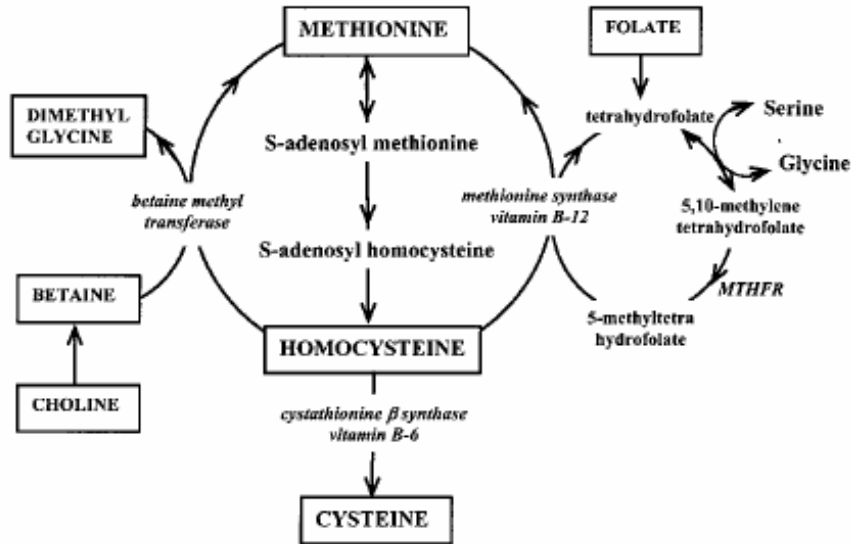 METHIONINE
FOLATE
DIMETHYL
GLYCINE
tetrahydrofolate
Serine
Glycine
S-adenosyl methionine
betaine methyl
transferase
methionine synthase
vitamin B-12
5,10-methylene
tetrahydrofolate
S-adenosyl homocysteine
BETAINE
MTHFR
5-methyltetra
hydrofolate
HOMOCYSTEINE
CHOLINE
cystathionine β synthase
vitamin B-6
CYSTEINE